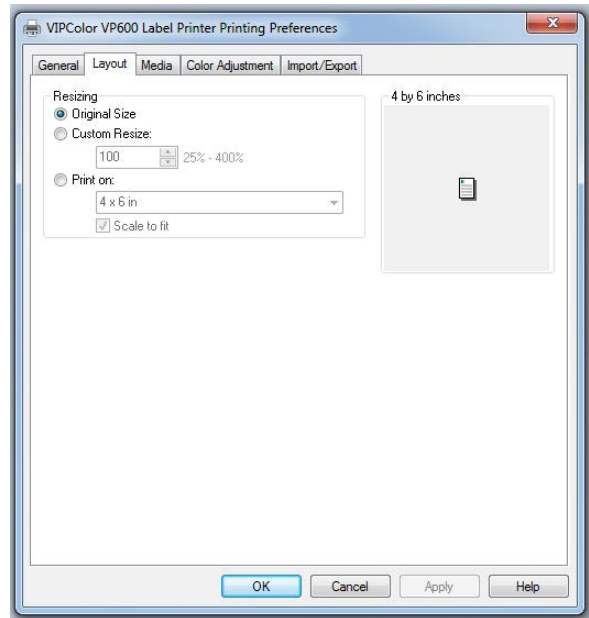 VIPColor VP600 Label Printer Printing Preferences
General Layout Media Color Adjustment Import/Export
Resizing
Original Size
Custom Resize:
100 25% - 400%
Print on:
4 x 6 in
Scale to fit
4 by 6 inches
OK Cancel Apply Help